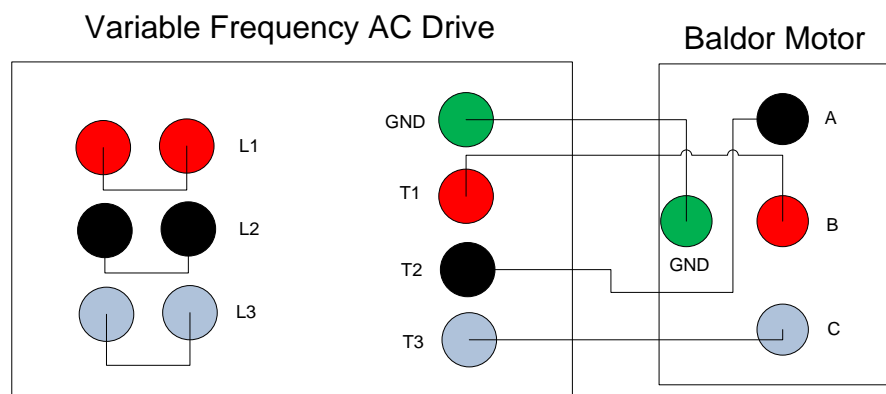 Variable Frequency AC Drive
Baldor Motor
GND
A
L1
T1
L2
B
GND
T2
L3
T3
C